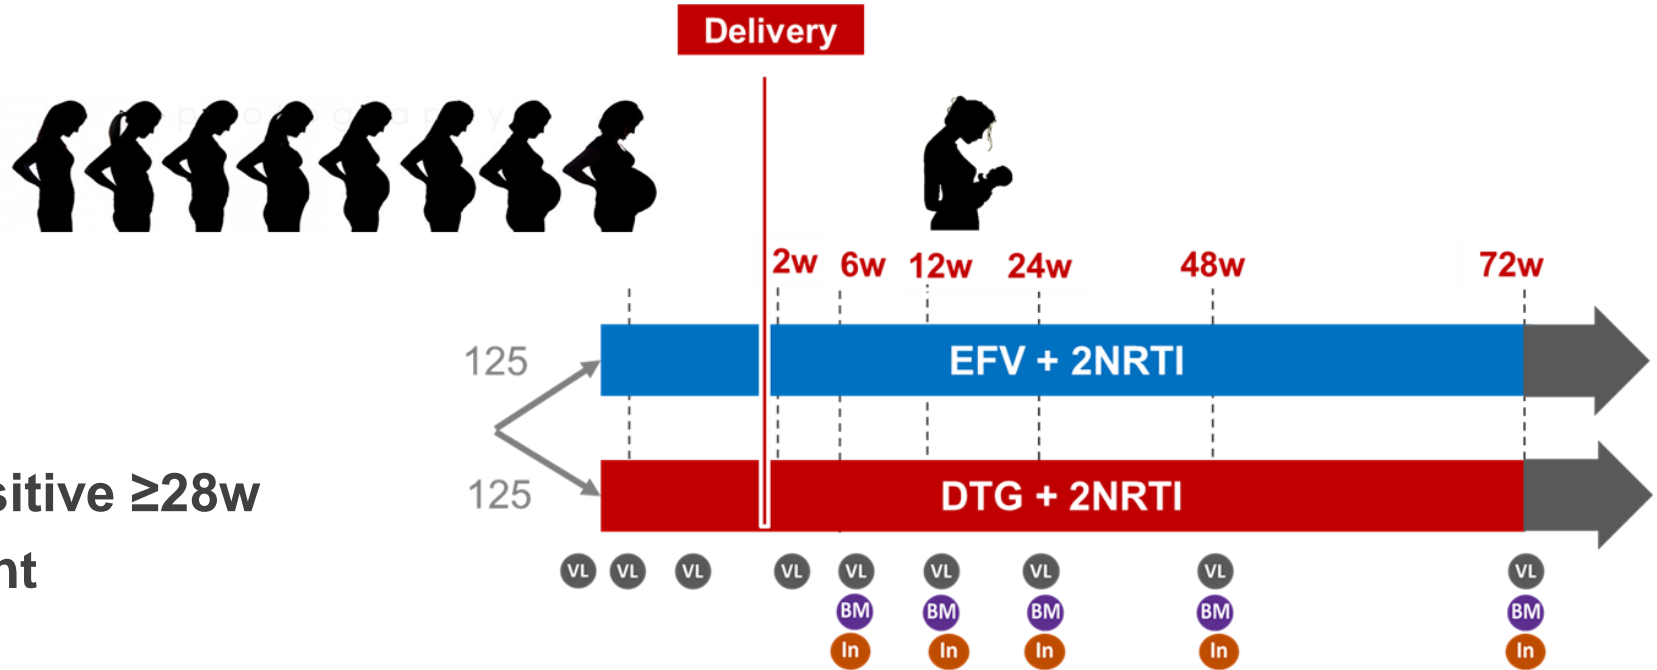 Delivery
2w 6w 12w 24w 48w 72w
125
EFV + 2NRTI
125
DTG + 2NRTI
sitive ≥28w
nt
VL VL VL VL VL VL VL VL VL
BM BM BM BM BM
In In In In In